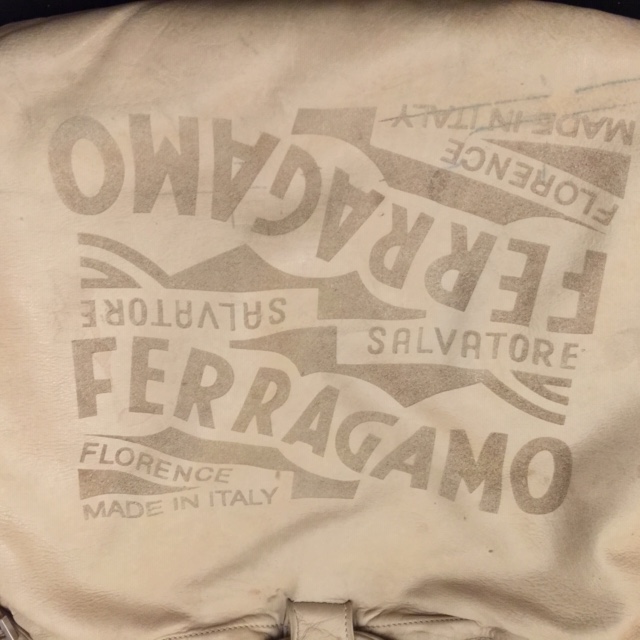 MADE IN ITALY
FLORENCE
FERRAGAMO
SALVATORE
SALVATORE
FERRAGAMO
FLORENCE
MADE IN ITALY